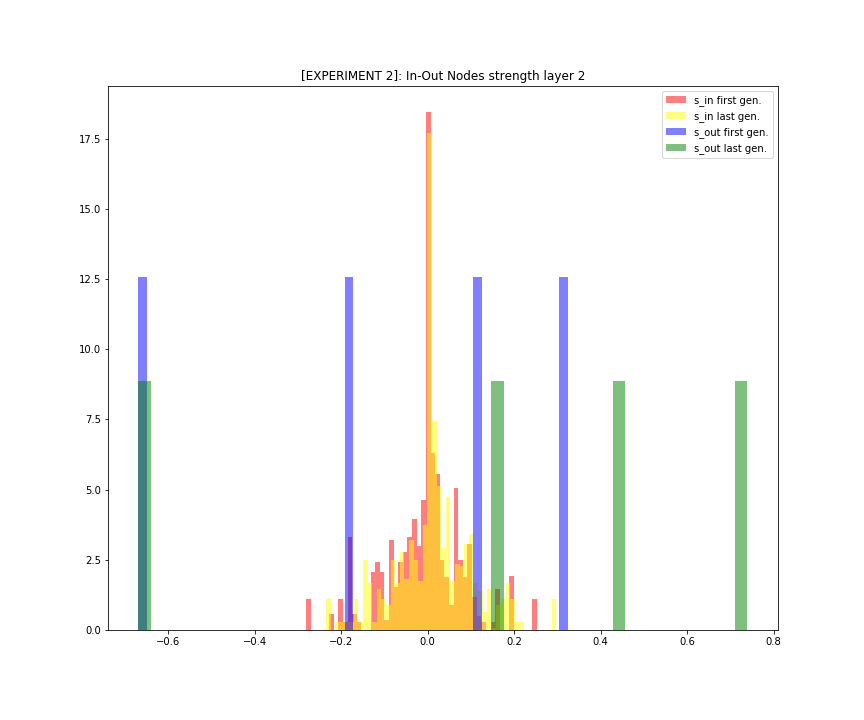 [EXPERIMENT 2]: In-Out Nodes strength layer 2
s_in first gen.
s_in last gen.
s_out first gen.
s_out last gen.
17.5
15.0
12.5
10.0
7.5
5.0
2.5
0.0
−0.6 −0.4 −0.2 0.0 0.2 0.4 0.6 0.8